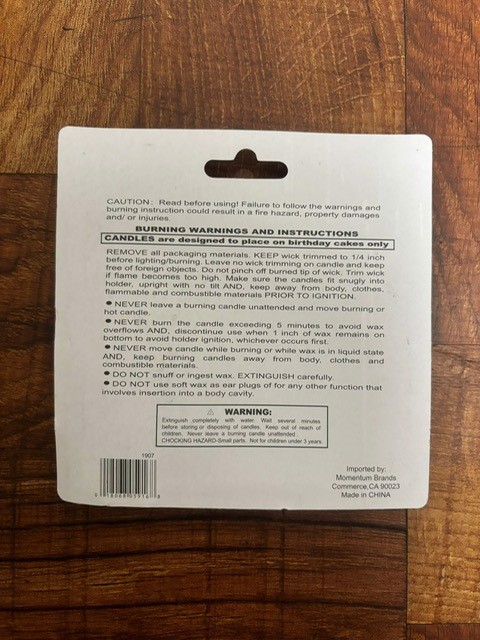 CAUTION: Read before using! Failure to follow the warnings and
burning instruction could result in a fire hazard, property damages
and/ or injuries.
BURNING WARNINGS AND INSTRUCTIONS
CANDLES are designed to place on birthday cakes only
REMOVE all packaging materials. KEEP wick trimmed to 1/4 inch
before lighting/burning. Leave no wick trimming on candle and keep
free of foreign objects. Do not pinch off burned tip of wick. Trim wick
if flame becomes too high. Make sure the candles fit snugly into
holder, upright with no tilt AND, keep away from body, clothes,
flammable and combustible materials PRIOR TO IGNITION.
● NEVER leave a burning candle unattended and move burning or
hot candle.
● NEVER burn the candle exceeding 5 minutes to avoid wax
overflows AND, discontinue use when 1 inch of wax remains on
bottom to avoid holder ignition, whichever occurs first.
● NEVER move candle while burning or while wax is in liquid state
AND, keep burning candles away from body, clothes and
combustible materials.
● DO NOT snuff or ingest wax. EXTINGUISH carefully.
● DO NOT use soft wax as ear plugs of for any other function that
involves insertion into a body cavity.
⚠ WARNING:
Extinguish completely with water. Wait several minutes
before storing or disposing of candles. Keep out of reach of
children. Never leave a burning candle unattended.
CHOCKING HAZARD-Small parts. Not for children under 3 years.
1907
Imported by:
Momentum Brands
Commerce,CA 90023
Made in CHINA